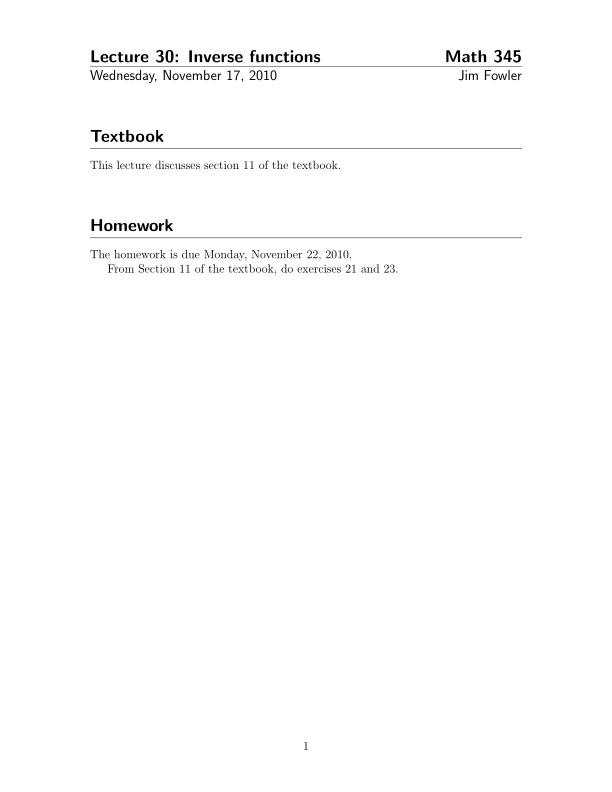 Lecture 30: Inverse functions Math 345
Wednesday, November 17, 2010 Jim Fowler
Textbook
This lecture discusses section 11 of the textbook.
Homework
The homework is due Monday, November 22, 2010.
From Section 11 of the textbook, do exercises 21 and 23.
1